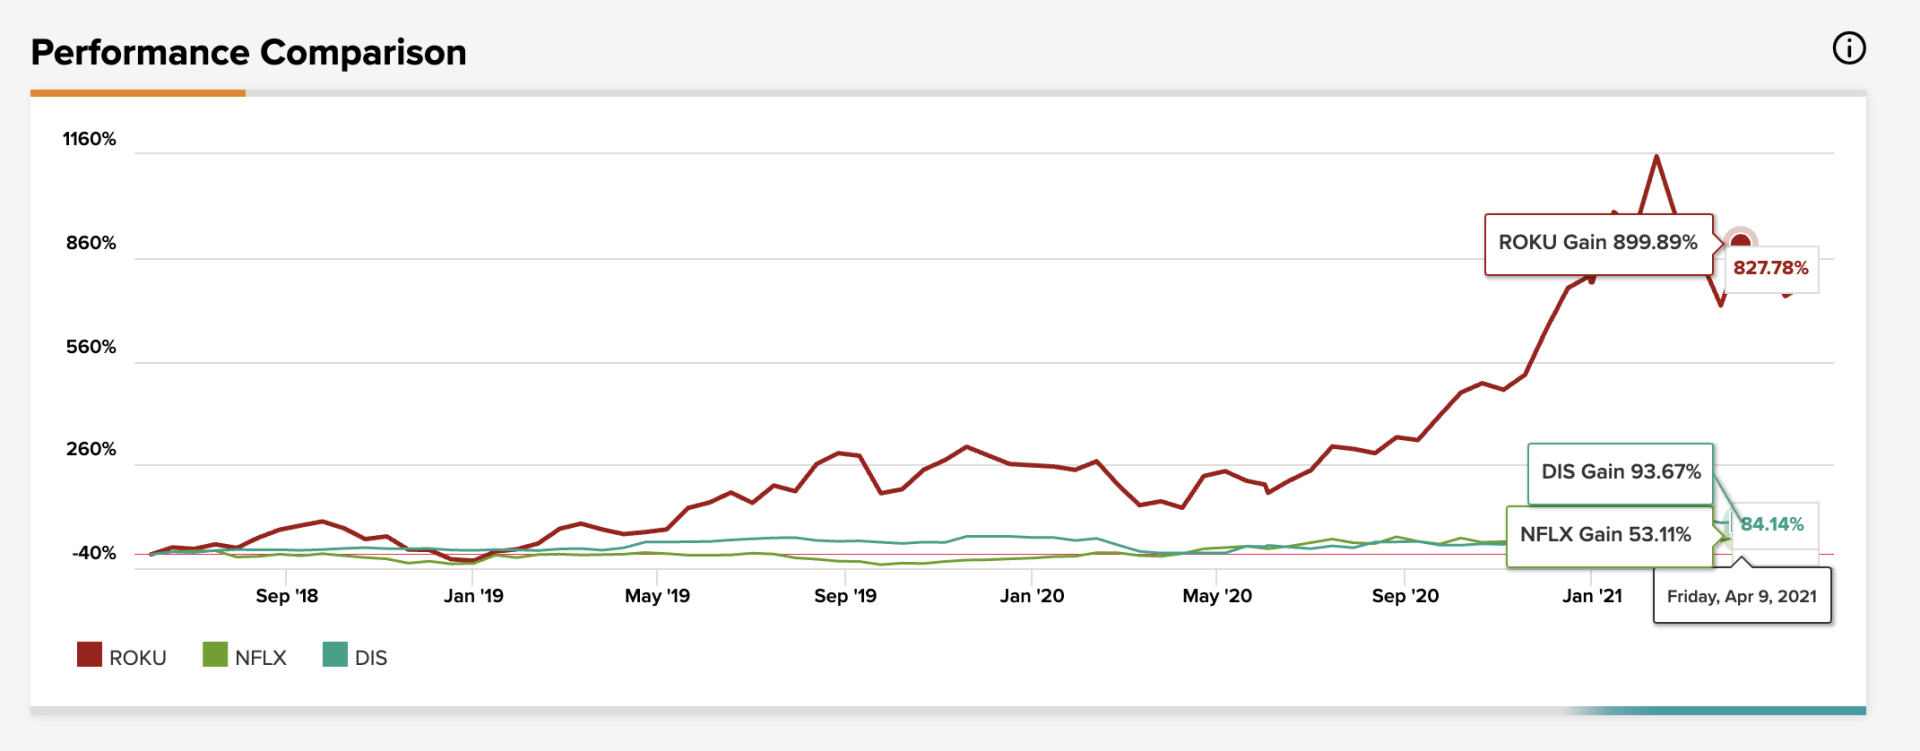 Performance Comparison
1160%
860%
560%
260%
-40%
ROKU Gain 899.89%
827.78%
DIS Gain 93.67%
84.14%
NFLX Gain 53.11%
Sep '18
Jan '19
May '19
Sep '19
Jan '20
May '20
Sep '20
Jan '21
Friday, Apr 9, 2021
ROKU
NFLX
DIS